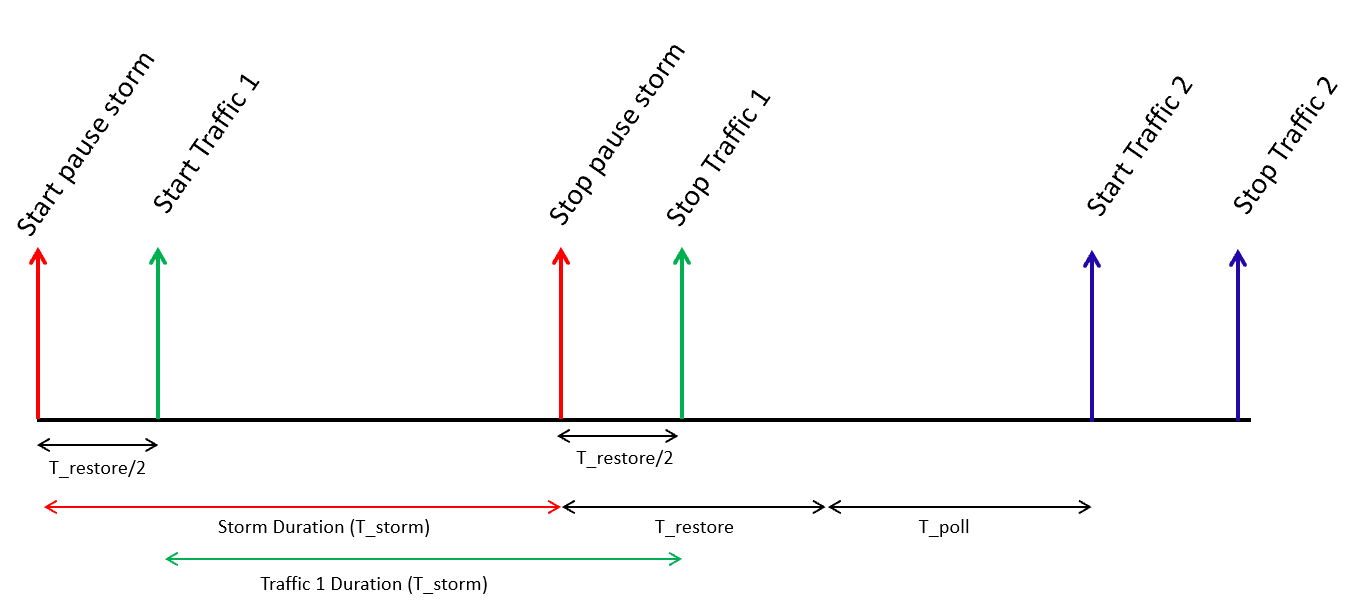 Start pause storm
Start Traffic 1
Stop pause storm
Stop Traffic 1
Start Traffic 2
Stop Traffic 2
T_restore/2
T_restore/2
Storm Duration (T_storm)
T_restore
T_poll
Traffic 1 Duration (T_storm)